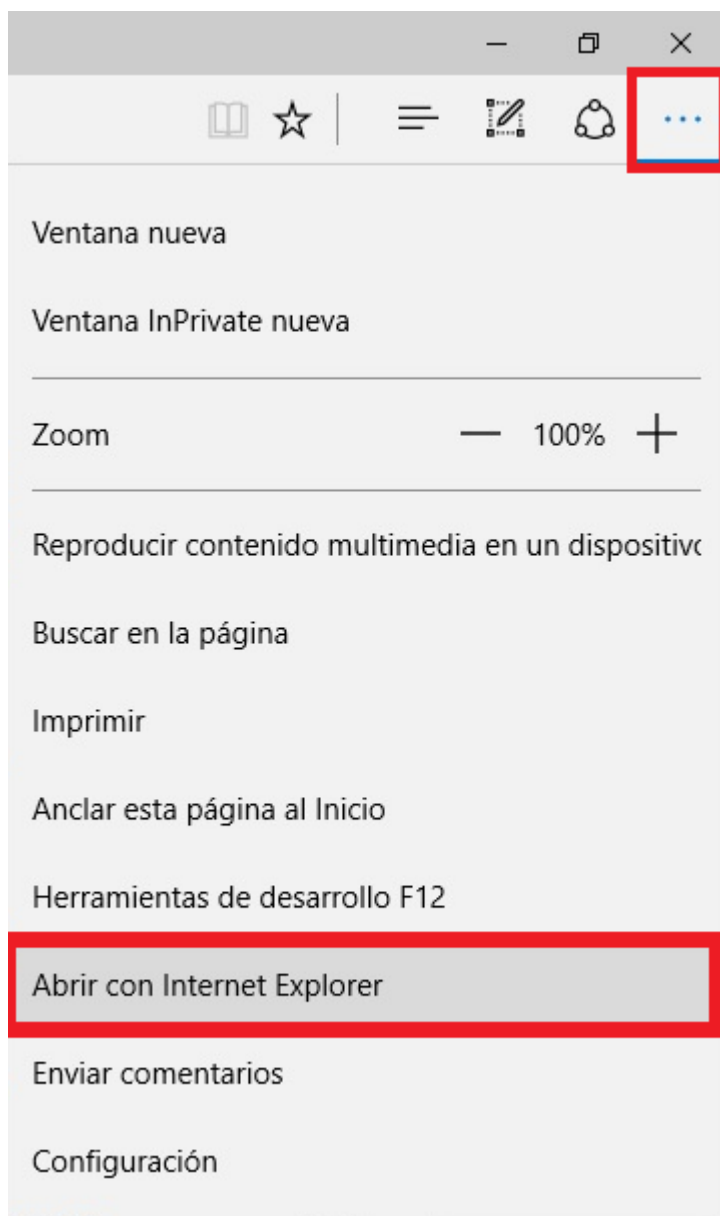 Ventana nueva
Ventana InPrivate nueva
Zoom 100%
Reproducir contenido multimedia en un dispositivo
Buscar en la página
Imprimir
Anclar esta página al Inicio
Herramientas de desarrollo F12
Abrir con Internet Explorer
Enviar comentarios
Configuración